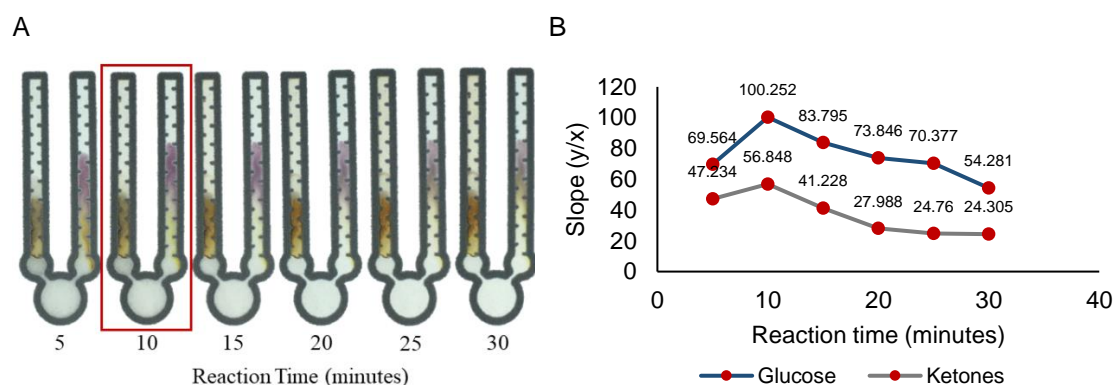 A
5 10 15 20 25 30
Reaction Time (minutes)
B
120
100
80
60
40
20
0
Slope (y/x)
69.564
100.252
83.795
73.846
70.377
54.281
47.234
56.848
41.228
27.988
24.76
24.305
0 10 20 30 40
Reaction time (minutes)
Glucose Ketones